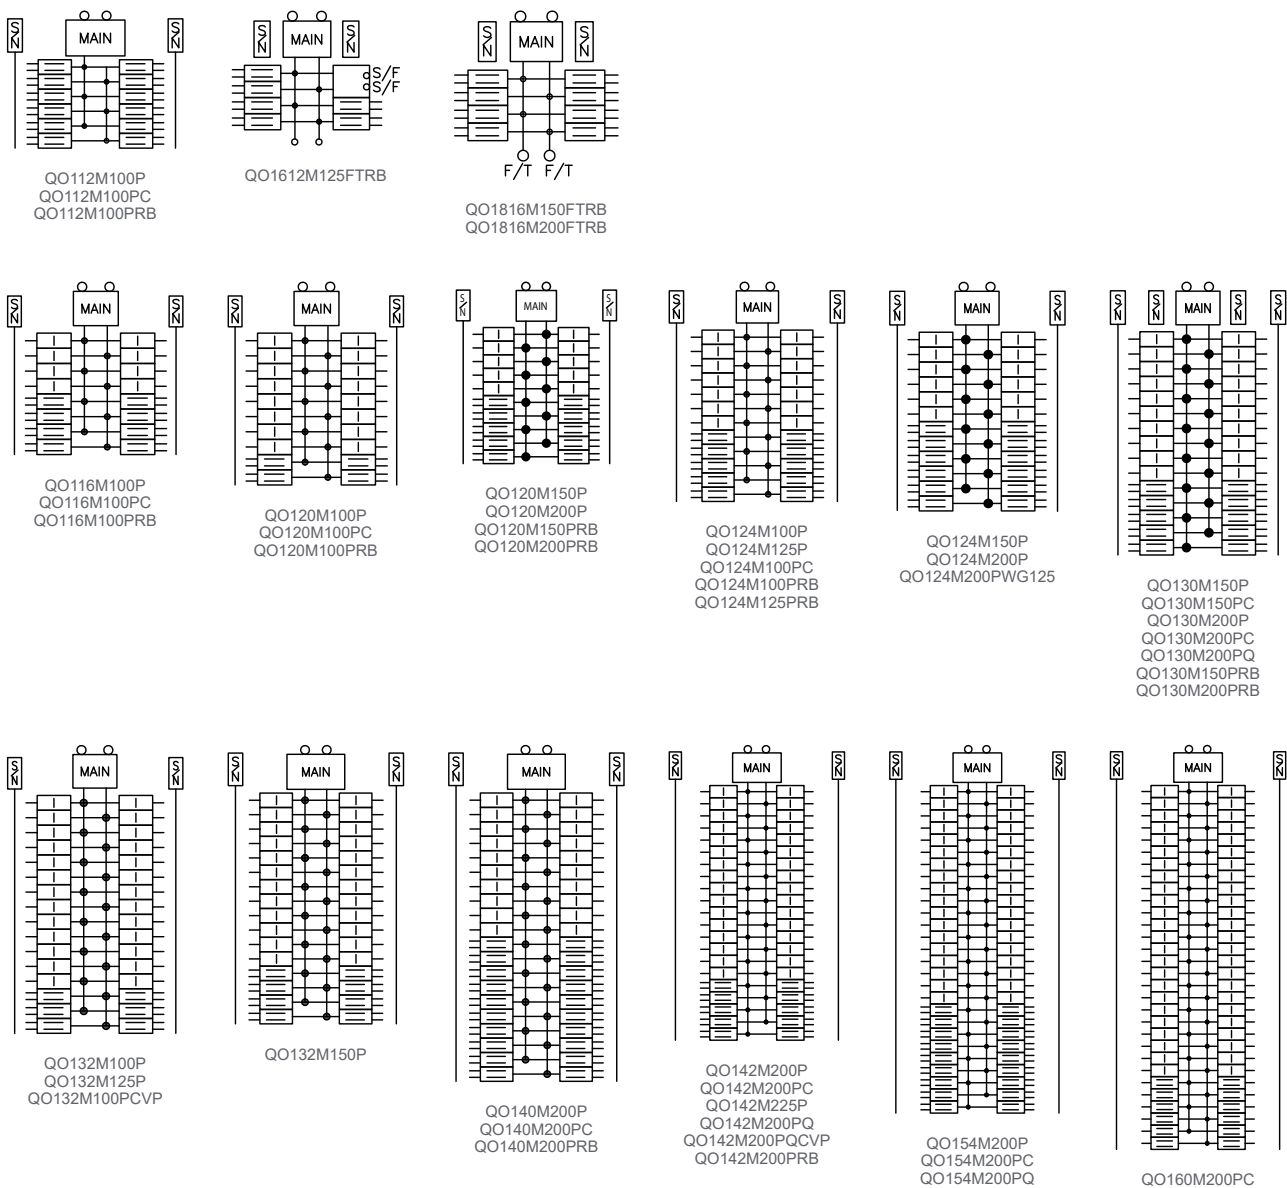 S/N
MAIN
S/N
QO112M100P
QO112M100PC
QO112M100PRB
S/N
MAIN
S/N
S/F
S/F
QO1612M125FTRB
S/N
MAIN
S/N
F/T F/T
QO1816M150FTRB
QO1816M200FTRB
S/N
MAIN
S/N
QO116M100P
QO116M100PC
QO116M100PRB
S/N
MAIN
S/N
QO120M100P
QO120M100PC
QO120M100PRB
S/N
MAIN
S/N
QO120M150P
QO120M200P
QO120M150PRB
QO120M200PRB
S/N
MAIN
S/N
QO124M100P
QO124M125P
QO124M100PC
QO124M100PRB
QO124M125PRB
S/N
MAIN
S/N
QO124M150P
QO124M200P
QO124M200PWG125
S/N
S/N
MAIN
S/N
S/N
QO130M150P
QO130M150PC
QO130M200P
QO130M200PC
QO130M200PQ
QO130M150PRB
QO130M200PRB
S/N
MAIN
S/N
QO132M100P
QO132M125P
QO132M100PCVP
S/N
MAIN
S/N
QO132M150P
S/N
MAIN
S/N
QO140M200P
QO140M200PC
QO140M200PRB
S/N
MAIN
S/N
QO142M200P
QO142M200PC
QO142M225P
QO142M200PQ
QO142M200PQCVP
QO142M200PRB
S/N
MAIN
S/N
QO154M200P
QO154M200PC
QO154M200PQ
S/N
MAIN
S/N
QO160M200PC